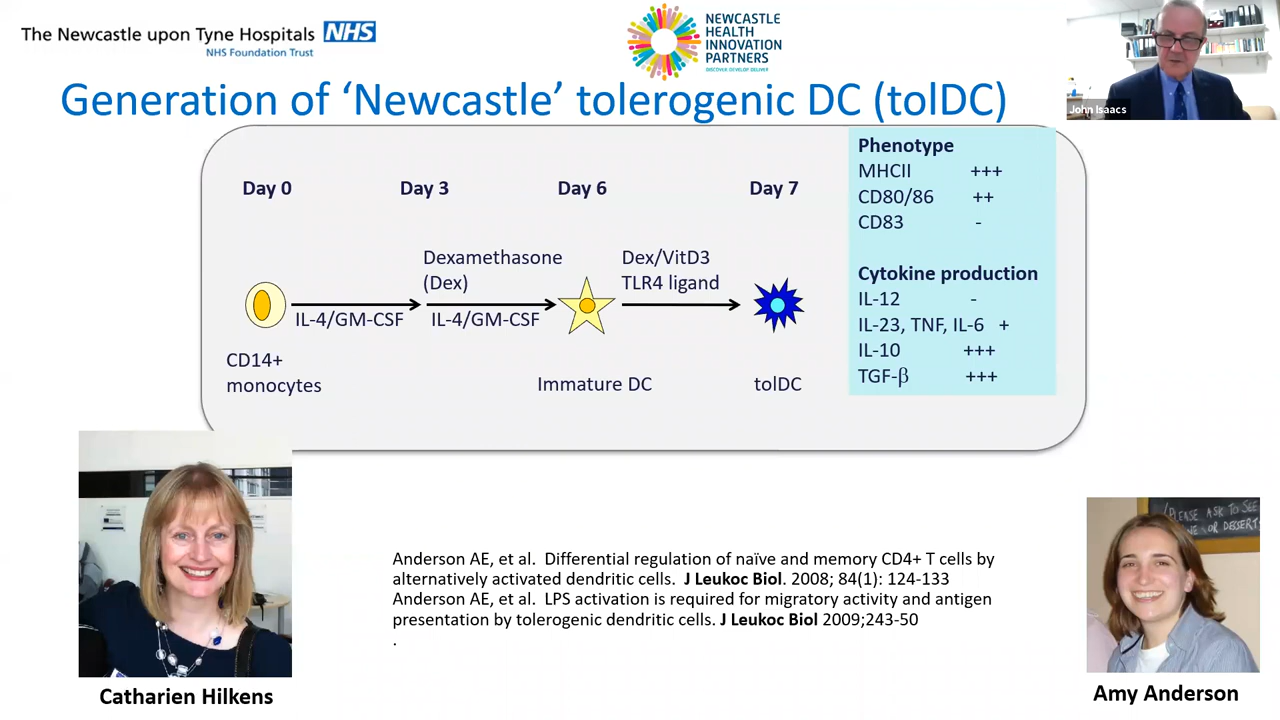 The Newcastle upon Tyne Hospitals NHS
NHS Foundation Trust
NEWCASTLE
HEALTH
INNOVATION
PARTNERS
DISCOVER. DEVELOP. DELIVER.
John Isaacs
Generation of ‘Newcastle’ tolerogenic DC (tolDC)
Day 0
Day 3
Day 6
Day 7
Dexamethasone
(Dex)
Dex/VitD3
TLR4 ligand
IL-4/GM-CSF
IL-4/GM-CSF
CD14+
monocytes
Immature DC
tolDC
Phenotype
MHCII +++
CD80/86 ++
CD83 -
Cytokine production
IL-12 -
IL-23, TNF, IL-6 +
IL-10 +++
TGF-β +++
Anderson AE, et al. Differential regulation of naïve and memory CD4+ T cells by
alternatively activated dendritic cells. J Leukoc Biol. 2008; 84(1): 124-133
Anderson AE, et al. LPS activation is required for migratory activity and antigen
presentation by tolerogenic dendritic cells. J Leukoc Biol 2009;243-50
.
Catharien Hilkens
PLEASE ASK TO SEE
OR DESSERT
Amy Anderson